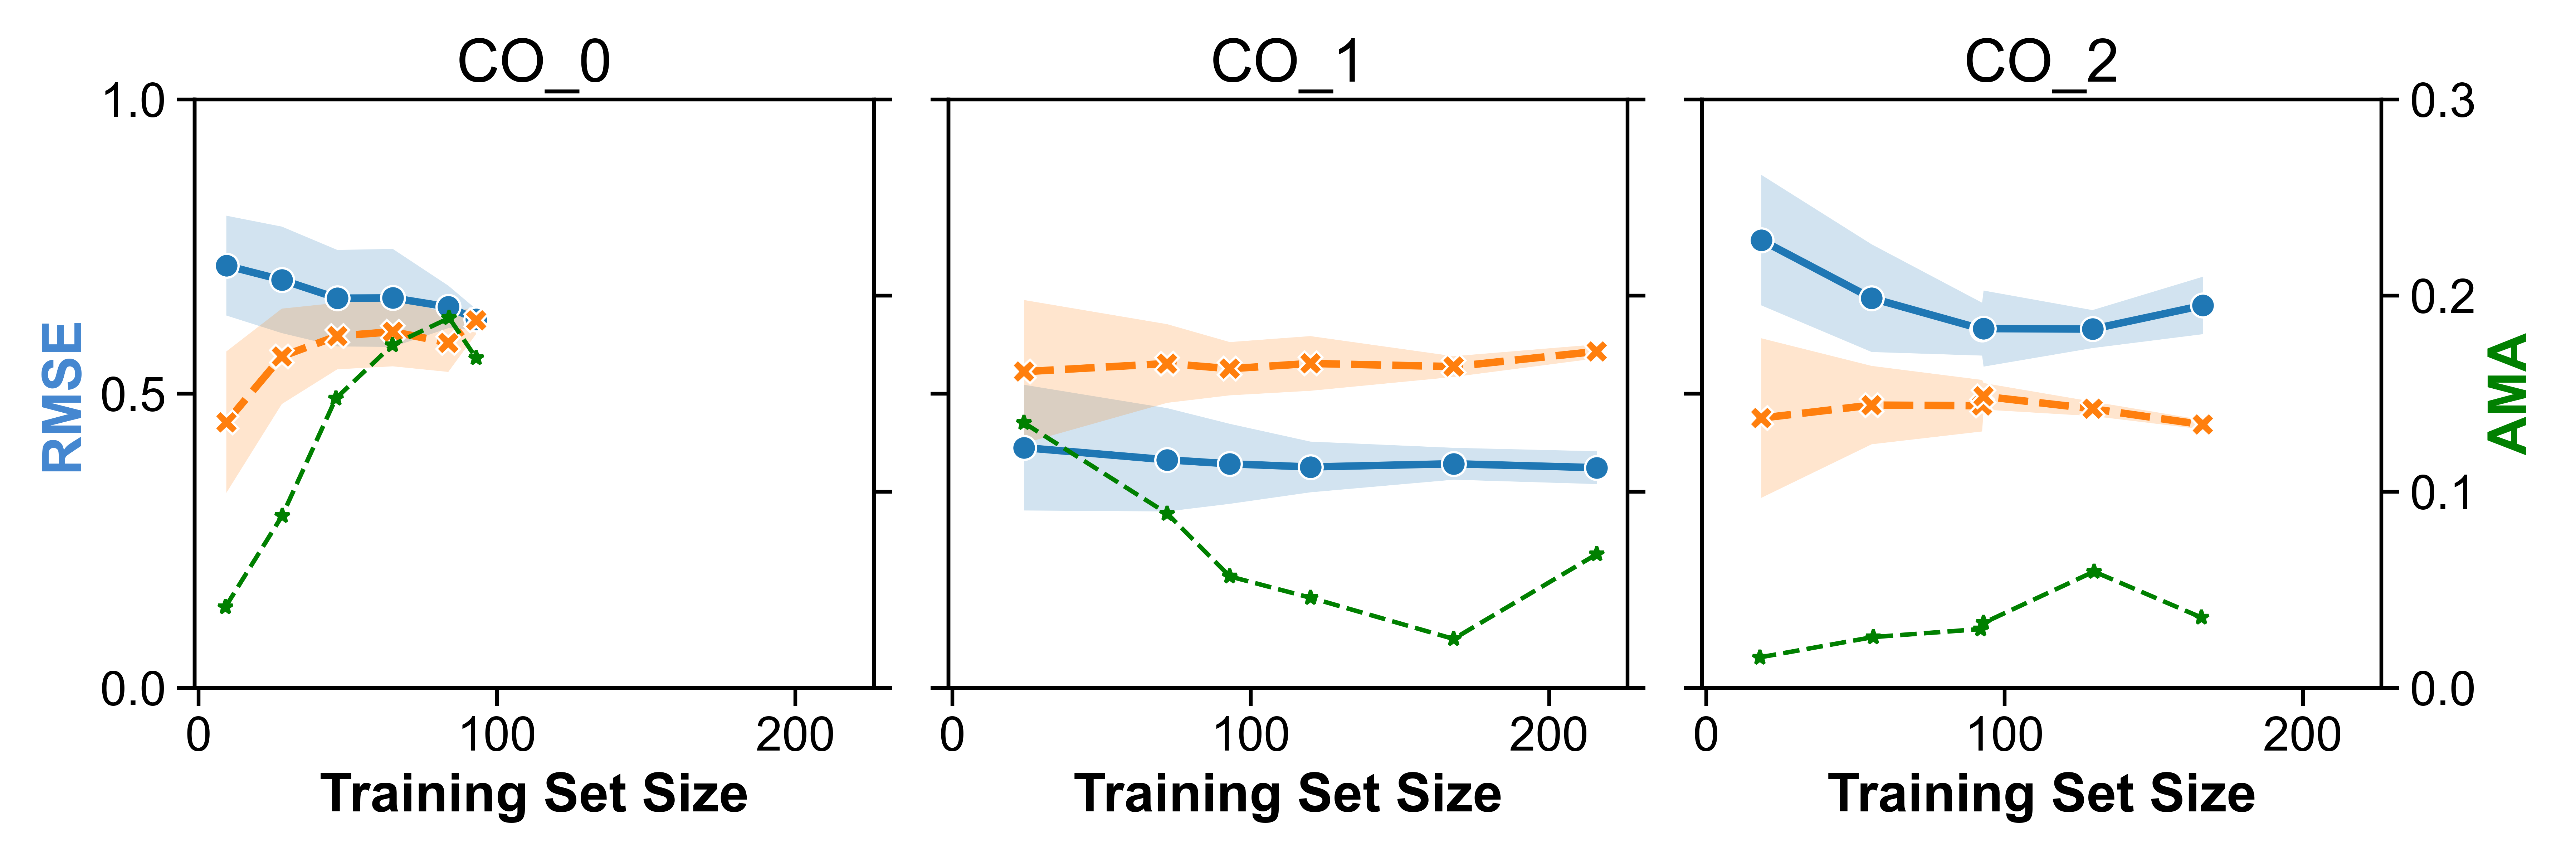 CO_0 CO_1 CO_2
1.0 0.3
0.2
RMSE 0.5 AMA
0.1
0.0 0.0
0 100 200 0 100 200 0 100 200
Training Set Size Training Set Size Training Set Size